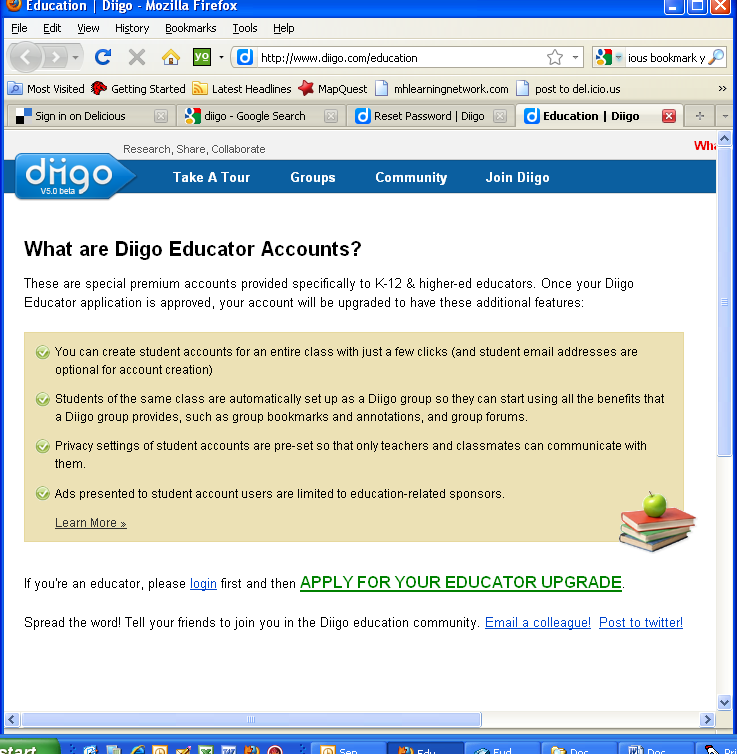 Education | Diigo - Mozilla Firefox
File Edit View History Bookmarks Tools Help
yo http://www.diigo.com/education ious bookmark y
Most Visited Getting Started Latest Headlines MapQuest mhlearningnetwork.com post to del.icio.us »
Sign in on Delicious diigo - Google Search Reset Password | Diigo Education | Diigo
Research, Share, Collaborate Wha
diigo
V5.0 beta
Take A Tour Groups Community Join Diigo
What are Diigo Educator Accounts?
These are special premium accounts provided specifically to K-12 & higher-ed educators. Once your Diigo
Educator application is approved, your account will be upgraded to have these additional features:
You can create student accounts for an entire class with just a few clicks (and student email addresses are
optional for account creation)
Students of the same class are automatically set up as a Diigo group so they can start using all the benefits that
a Diigo group provides, such as group bookmarks and annotations, and group forums.
Privacy settings of student accounts are pre-set so that only teachers and classmates can communicate with
them.
Ads presented to student account users are limited to education-related sponsors.
Learn More »
If you're an educator, please login first and then APPLY FOR YOUR EDUCATOR UPGRADE.
Spread the word! Tell your friends to join you in the Diigo education community. Email a colleague! Post to twitter!
start